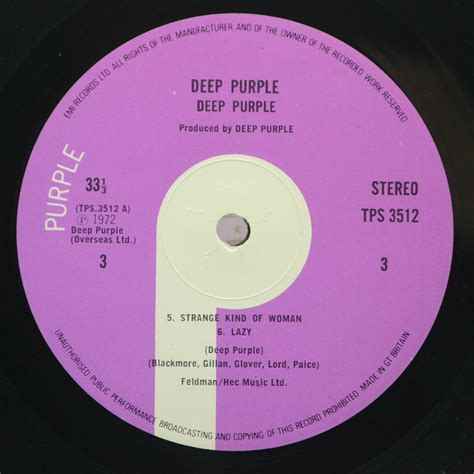 EMI RECORDS LTD ALL RIGHTS OF THE MANUFACTURER AND OF THE OWNER OF THE RECORDED WORK RESERVED
DEEP PURPLE
DEEP PURPLE
Produced by DEEP PURPLE
PURPLE
33⅓
(TPS.3512 A)
Ⓟ 1972
Deep Purple
(Overseas Ltd.)
3
STEREO
TPS 3512
3
5. STRANGE KIND OF WOMAN
6. LAZY
(Deep Purple)
(Blackmore, Gillan, Glover, Lord, Paice)
Feldman/Hec Music Ltd.
UNAUTHORISED PUBLIC PERFORMANCE BROADCASTING AND COPYING OF THIS RECORD PROHIBITED. MADE IN GT BRITAIN